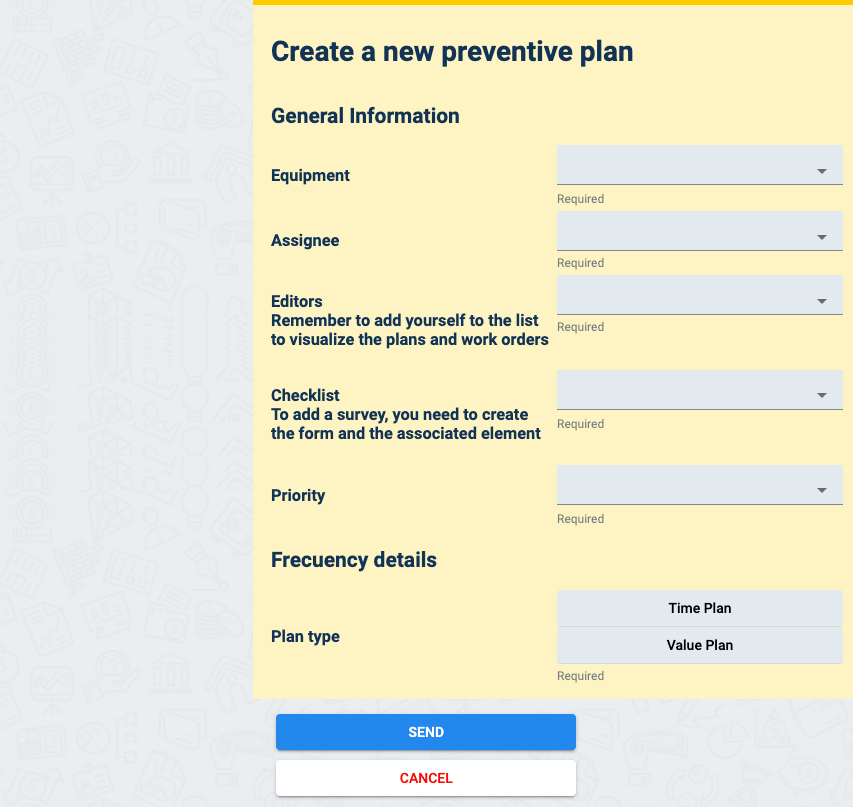 Create a new preventive plan
General Information
Equipment
Required
Assignee
Required
Editors
Remember to add yourself to the list
to visualize the plans and work orders
Required
Checklist
To add a survey, you need to create
the form and the associated element
Required
Priority
Required
Frecuency details
Plan type
Time Plan
Value Plan
Required
SEND
CANCEL